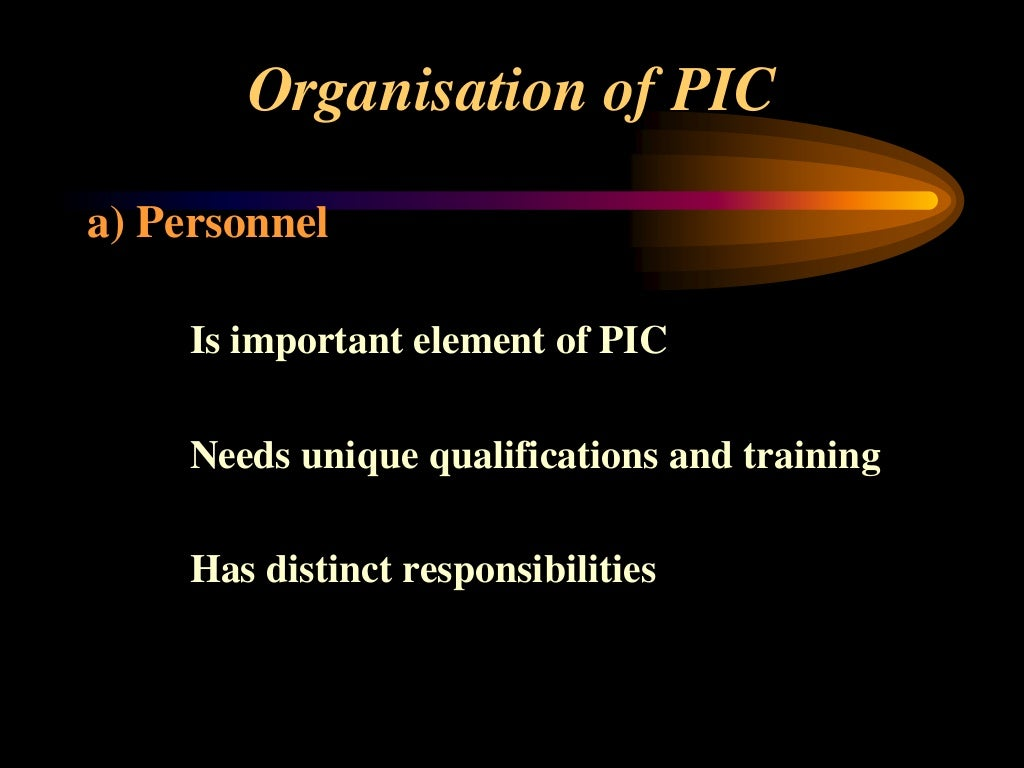 Organisation of PIC
a) Personnel
Is important element of PIC
Needs unique qualifications and training
Has distinct responsibilities